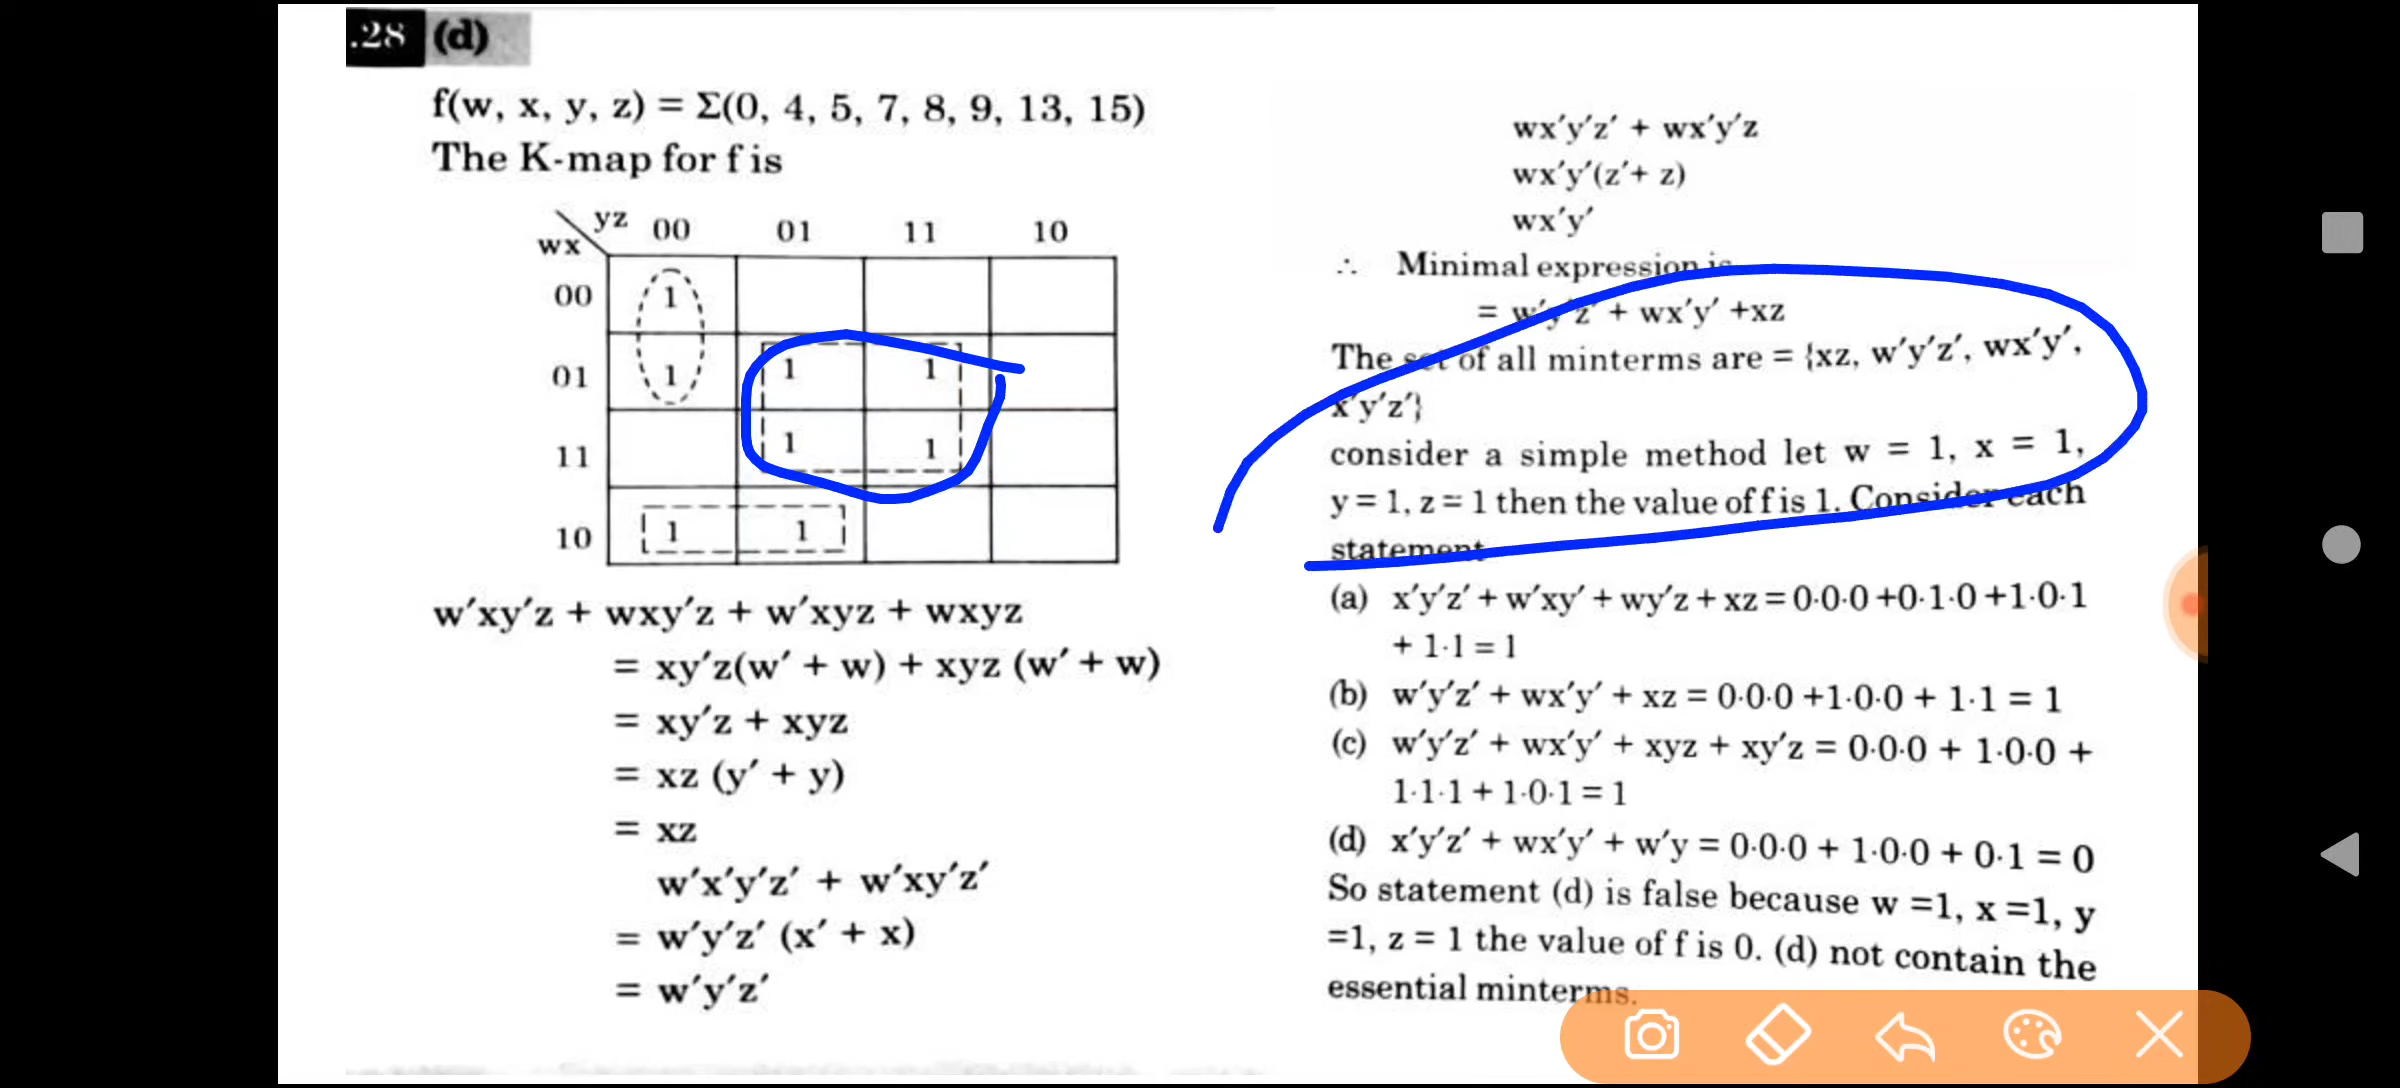 .28 (d)
f(w, x, y, z) = Σ(0, 4, 5, 7, 8, 9, 13, 15)
The K-map for f is
yz 00 01 11 10
wx
00 1
01 1 1 1
11 1 1
10 1 1
w′xy′z + wxy′z + w′xyz + wxyz
= xy′z(w′ + w) + xyz (w′ + w)
= xy′z + xyz
= xz (y′ + y)
= xz
w′x′y′z′ + w′xy′z′
= w′y′z′ (x′ + x)
= w′y′z′
wx′y′z′ + wx′y′z
wx′y′(z′+ z)
wx′y′
∴ Minimal expression is
= w′y′z′ + wx′y′ +xz
The set of all minterms are = {xz, w′y′z′, wx′y′,
x′y′z′}
consider a simple method let w = 1, x = 1,
y = 1, z = 1 then the value of f is 1. Consider each
statement
(a) x′y′z′ + w′xy′ + wy′z + xz = 0·0·0 +0·1·0 +1·0·1
+ 1·1 = 1
(b) w′y′z′ + wx′y′ + xz = 0·0·0 +1·0·0 + 1·1 = 1
(c) w′y′z′ + wx′y′ + xyz + xy′z = 0·0·0 + 1·0·0 +
1·1·1 + 1·0·1 = 1
(d) x′y′z′ + wx′y′ + w′y = 0·0·0 + 1·0·0 + 0·1 = 0
So statement (d) is false because w =1, x =1, y
=1, z = 1 the value of f is 0. (d) not contain the
essential minterms.